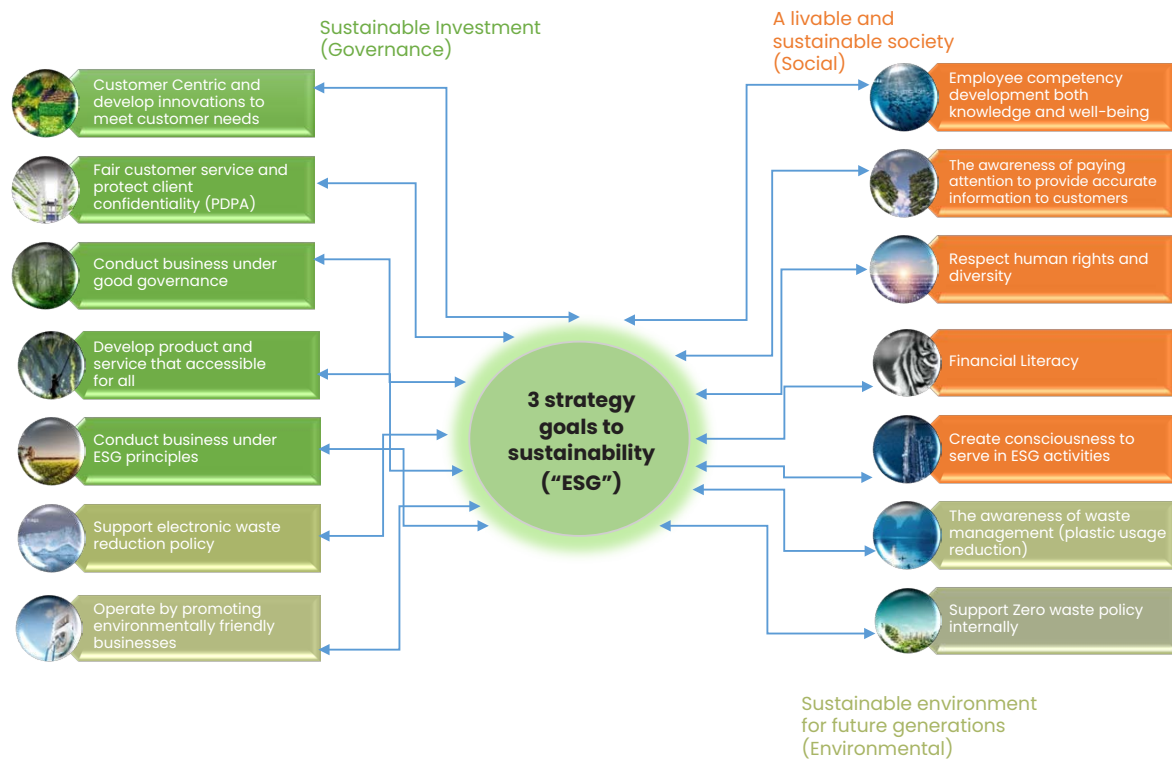 Sustainable Investment
(Governance)
Customer Centric and
develop innovations to
meet customer needs
Fair customer service and
protect client
confidentiality (PDPA)
Conduct business under
good governance
Develop product and
service that accessible
for all
Conduct business under
ESG principles
Support electronic waste
reduction policy
Operate by promoting
environmentally friendly
businesses
3 strategy
goals to
sustainability
(“ESG”)
A livable and
sustainable society
(Social)
Employee competency
development both
knowledge and well-being
The awareness of paying
attention to provide accurate
information to customers
Respect human rights and
diversity
Financial Literacy
Create consciousness to
serve in ESG activities
The awareness of waste
management (plastic usage
reduction)
Support Zero waste policy
internally
Sustainable environment
for future generations
(Environmental)